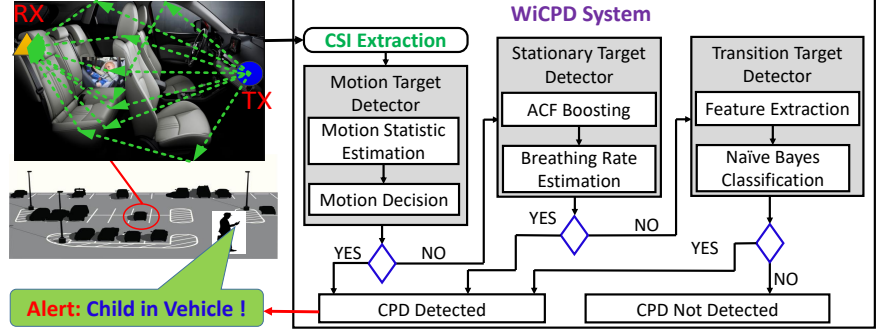 RX
TX
WiCPD System
CSI Extraction
Motion Target
Detector
Motion Statistic
Estimation
Motion Decision
YES
NO
Stationary Target
Detector
ACF Boosting
Breathing Rate
Estimation
YES
NO
Transition Target
Detector
Feature Extraction
Naïve Bayes
Classification
YES
NO
Alert: Child in Vehicle !
CPD Detected
CPD Not Detected